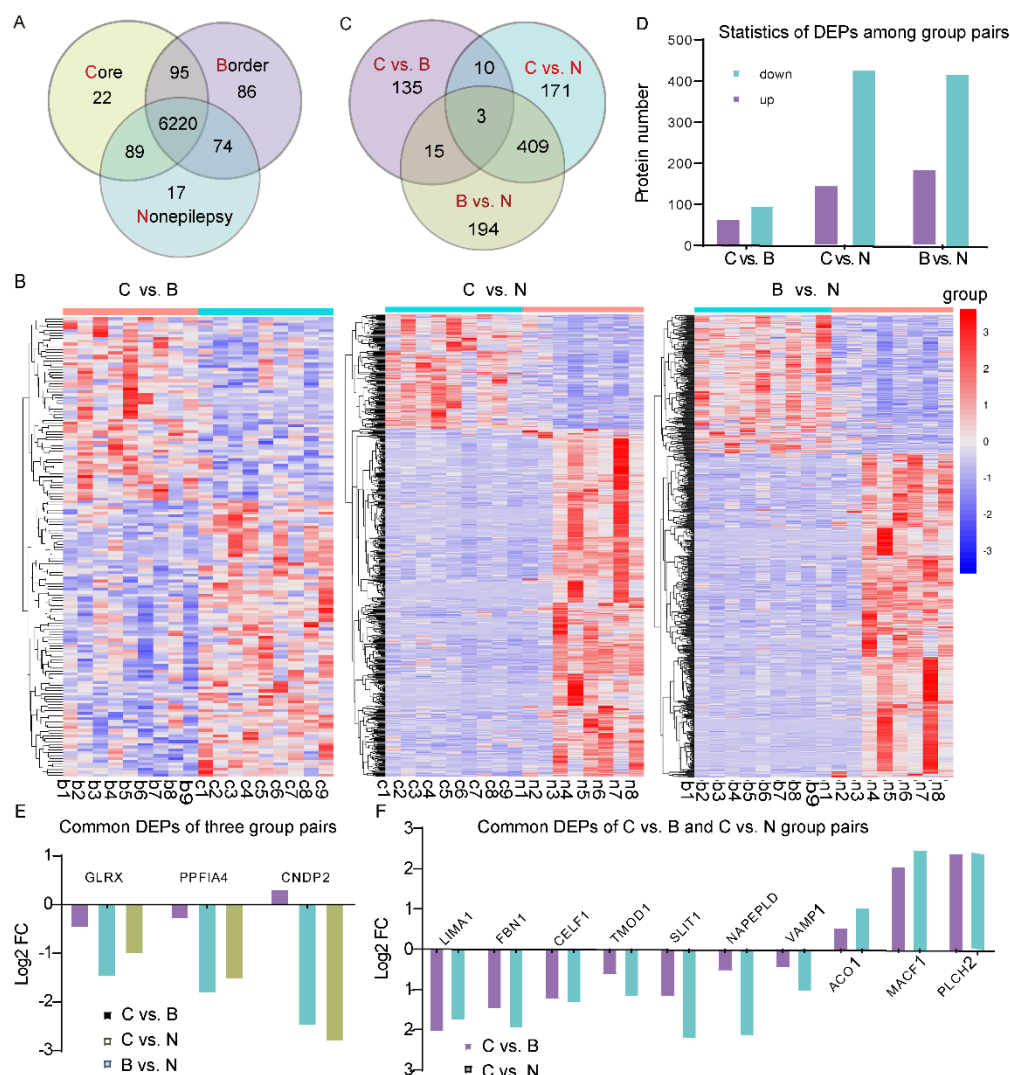 A
Core
22
95
Border
86
6220
89
74
17
Nonepilepsy
C
C vs. B
135
10
C vs. N
171
3
15
409
B vs. N
194
D
Statistics of DEPs among group pairs
down
up
Protein number
500
400
300
200
100
0
C vs. B
C vs. N
B vs. N
B
C vs. B
C vs. N
B vs. N
group
3
2
1
0
-1
-2
-3
b1 b2 b3 b4 b5 b6 b7 b8 b9 c1 c2 c3 c4 c5 c6 c7 c8 c9
c1 c2 c3 c4 c5 c6 c7 c8 c9 n1 n2 n3 n4 n5 n6 n7 n8
b1 b2 b3 b4 b5 b6 b7 b8 b9 n1 n2 n3 n4 n5 n6 n7 n8
E
Common DEPs of three group pairs
Log2 FC
1
0
-1
-2
-3
GLRX
PPFIA4
CNDP2
C vs. B
C vs. N
B vs. N
F
Common DEPs of C vs. B and C vs. N group pairs
Log2 FC
3
2
1
0
1
2
3
LIMA1
FBN1
CELF1
TMOD1
SLIT1
NAPEPLD
VAMP1
ACO1
MACF1
PLCH2
C vs. B
C vs. N